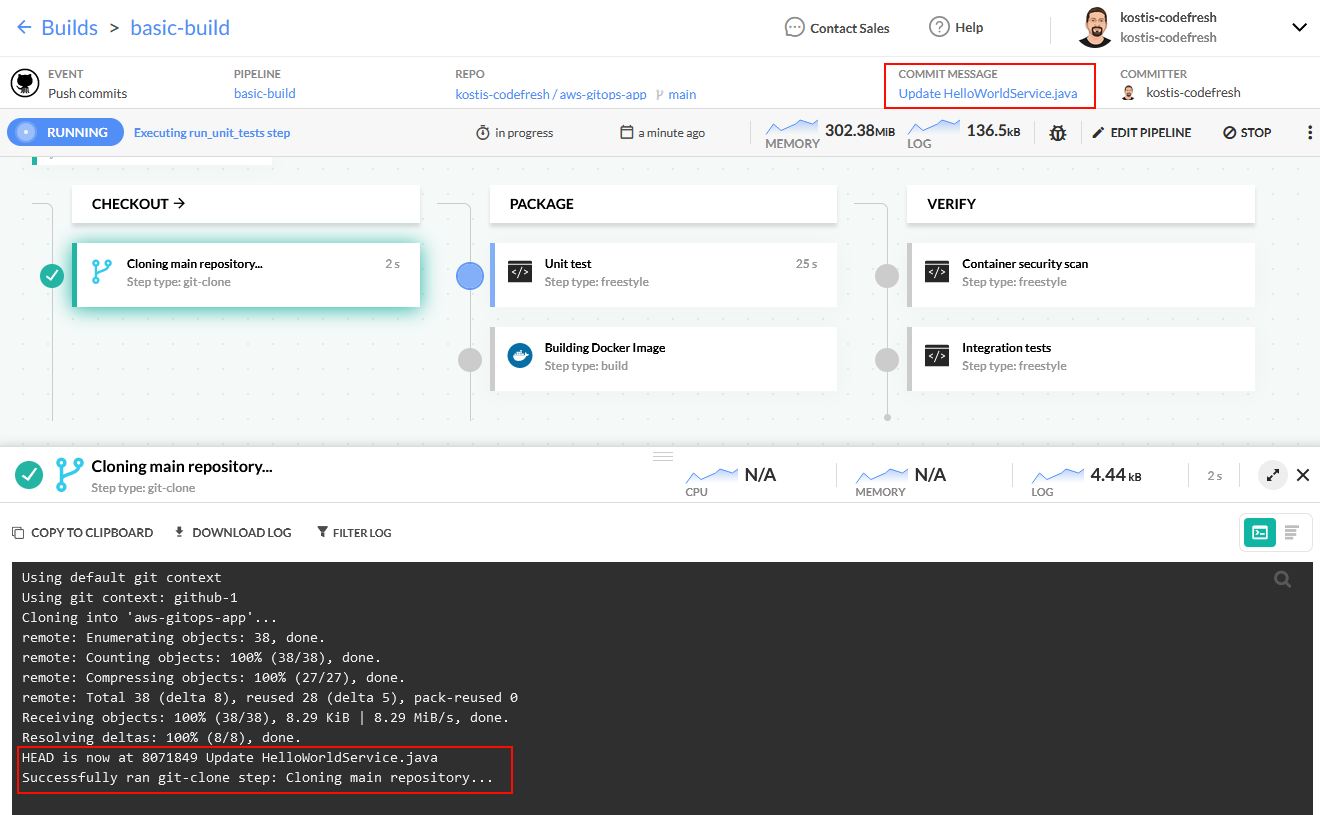 ← Builds > basic-build
Contact Sales
Help
kostis-codefresh
kostis-codefresh
EVENT
Push commits
PIPELINE
basic-build
REPO
kostis-codefresh / aws-gitops-app main
COMMIT MESSAGE
Update HelloWorldService.java
COMMITTER
kostis-codefresh
RUNNING
Executing run_unit_tests step
in progress
a minute ago
302.38MiB
MEMORY
136.5kB
LOG
EDIT PIPELINE
STOP
CHECKOUT →
PACKAGE
VERIFY
Cloning main repository... 2 s
Step type: git-clone
Unit test 25 s
Step type: freestyle
Container security scan
Step type: freestyle
Building Docker Image
Step type: build
Integration tests
Step type: freestyle
Cloning main repository...
Step type: git-clone
N/A
CPU
N/A
MEMORY
4.44 kB
LOG
2 s
COPY TO CLIPBOARD
DOWNLOAD LOG
FILTER LOG
Using default git context
Using git context: github-1
Cloning into 'aws-gitops-app'...
remote: Enumerating objects: 38, done.
remote: Counting objects: 100% (38/38), done.
remote: Compressing objects: 100% (27/27), done.
remote: Total 38 (delta 8), reused 28 (delta 5), pack-reused 0
Receiving objects: 100% (38/38), 8.29 KiB | 8.29 MiB/s, done.
Resolving deltas: 100% (8/8), done.
HEAD is now at 8071849 Update HelloWorldService.java
Successfully ran git-clone step: Cloning main repository...